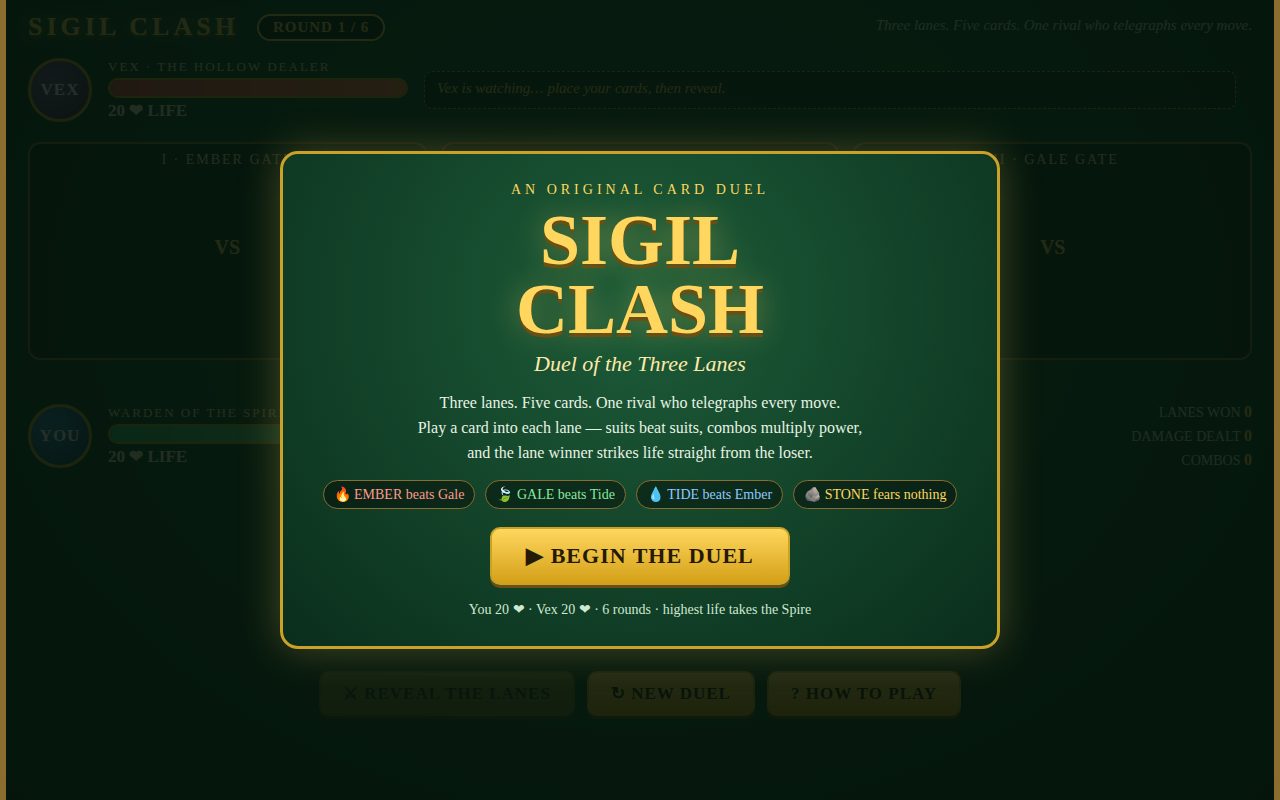 SIGIL CLASH
ROUND 1 / 6
Three lanes. Five cards. One rival who telegraphs every move.
VEX
VEX · THE HOLLOW DEALER
20 ❤ LIFE
Vex is watching… place your cards, then reveal.
I · EMBER GATE
· GALE GATE
VS
VS
AN ORIGINAL CARD DUEL
SIGIL
CLASH
Duel of the Three Lanes
Three lanes. Five cards. One rival who telegraphs every move.
Play a card into each lane — suits beat suits, combos multiply power,
and the lane winner strikes life straight from the loser.
🔥 EMBER beats Gale
🍃 GALE beats Tide
💧 TIDE beats Ember
🪨 STONE fears nothing
▶ BEGIN THE DUEL
You 20 ❤ · Vex 20 ❤ · 6 rounds · highest life takes the Spire
YOU
WARDEN OF THE SPIR
20 ❤ LIFE
LANES WON 0
DAMAGE DEALT 0
COMBOS 0
⚔ REVEAL THE LANES
↻ NEW DUEL
? HOW TO PLAY